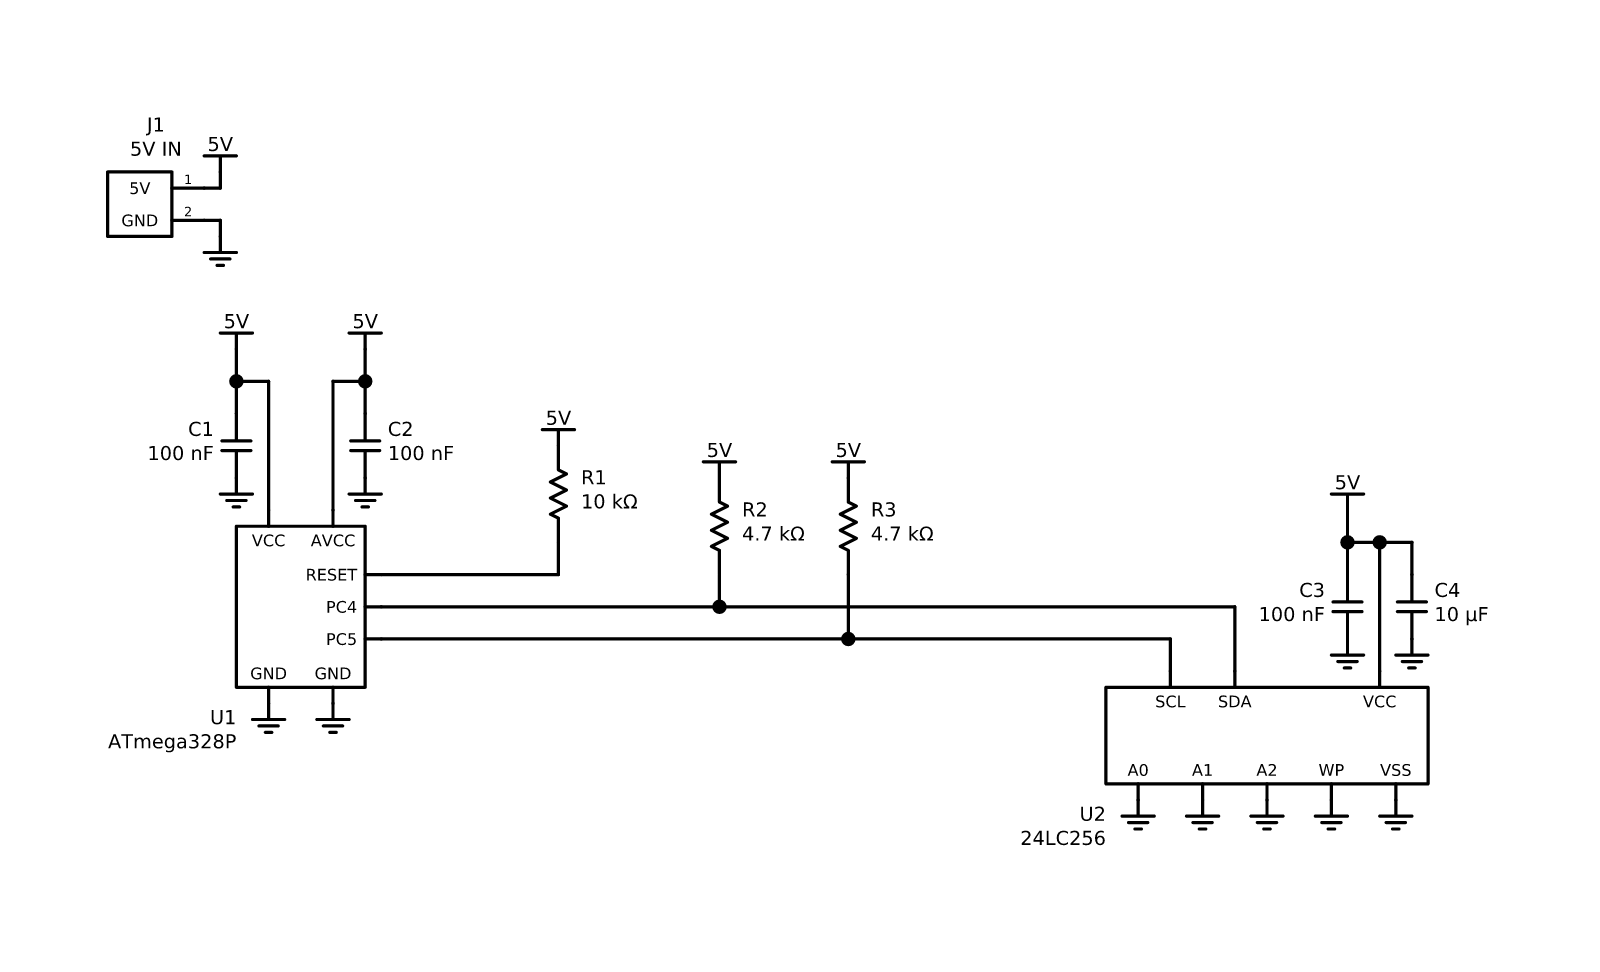 J1
5V IN
5V
5V
1
GND
2
5V
5V
C1
100 nF
C2
100 nF
5V
R1
10 kΩ
5V
R2
4.7 kΩ
5V
R3
4.7 kΩ
5V
C3
100 nF
C4
10 µF
VCC
AVCC
RESET
PC4
PC5
GND
GND
U1
ATmega328P
SCL
SDA
VCC
A0
A1
A2
WP
VSS
U2
24LC256